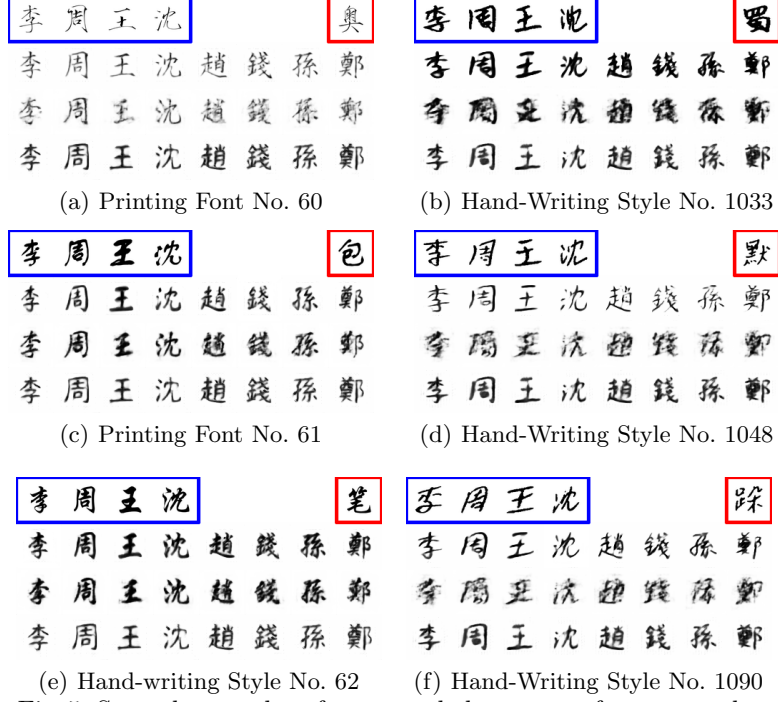 李 周 王 沈 奥
李 周 王 沈 趙 錢 孫 鄭
李 周 王 沈 趙 錢 孫 鄭
李 周 王 沈 趙 錢 孫 鄭
(a) Printing Font No. 60
李 周 王 沈 蜀
李 周 王 沈 趙 錢 孫 鄭
李 周 王 沈 趙 錢 孫 鄭
李 周 王 沈 趙 錢 孫 鄭
(b) Hand-Writing Style No. 1033
李 周 王 沈 包
李 周 王 沈 趙 錢 孫 鄭
李 周 王 沈 趙 錢 孫 鄭
李 周 王 沈 趙 錢 孫 鄭
(c) Printing Font No. 61
李 周 王 沈 默
李 周 王 沈 趙 錢 孫 鄭
李 周 王 沈 趙 錢 孫 鄭
李 周 王 沈 趙 錢 孫 鄭
(d) Hand-Writing Style No. 1048
李 周 王 沈 笔
李 周 王 沈 趙 錢 孫 鄭
李 周 王 沈 趙 錢 孫 鄭
李 周 王 沈 趙 錢 孫 鄭
(e) Hand-writing Style No. 62
李 周 王 沈 跺
李 周 王 沈 趙 錢 孫 鄭
李 周 王 沈 趙 錢 孫 鄭
李 周 王 沈 趙 錢 孫 鄭
(f) Hand-Writing Style No. 1090